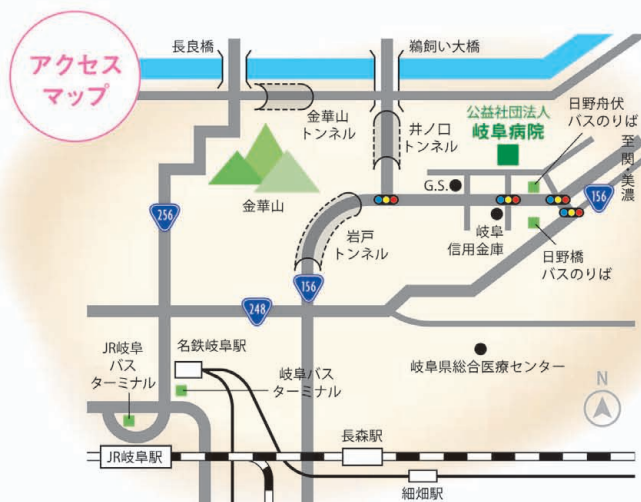 アクセス
マップ
長良橋
鵜飼い大橋
金華山
トンネル
井ノ口
トンネル
公益社団法人
岐阜病院
日野舟伏
バスのりば
至関・美濃
G.S.
156
256
金華山
岩戸
トンネル
岐阜
信用金庫
日野橋
バスのりば
156
248
名鉄岐阜駅
JR岐阜
バス
ターミナル
岐阜バス
ターミナル
岐阜県総合医療センター
N
長森駅
JR岐阜駅
細畑駅